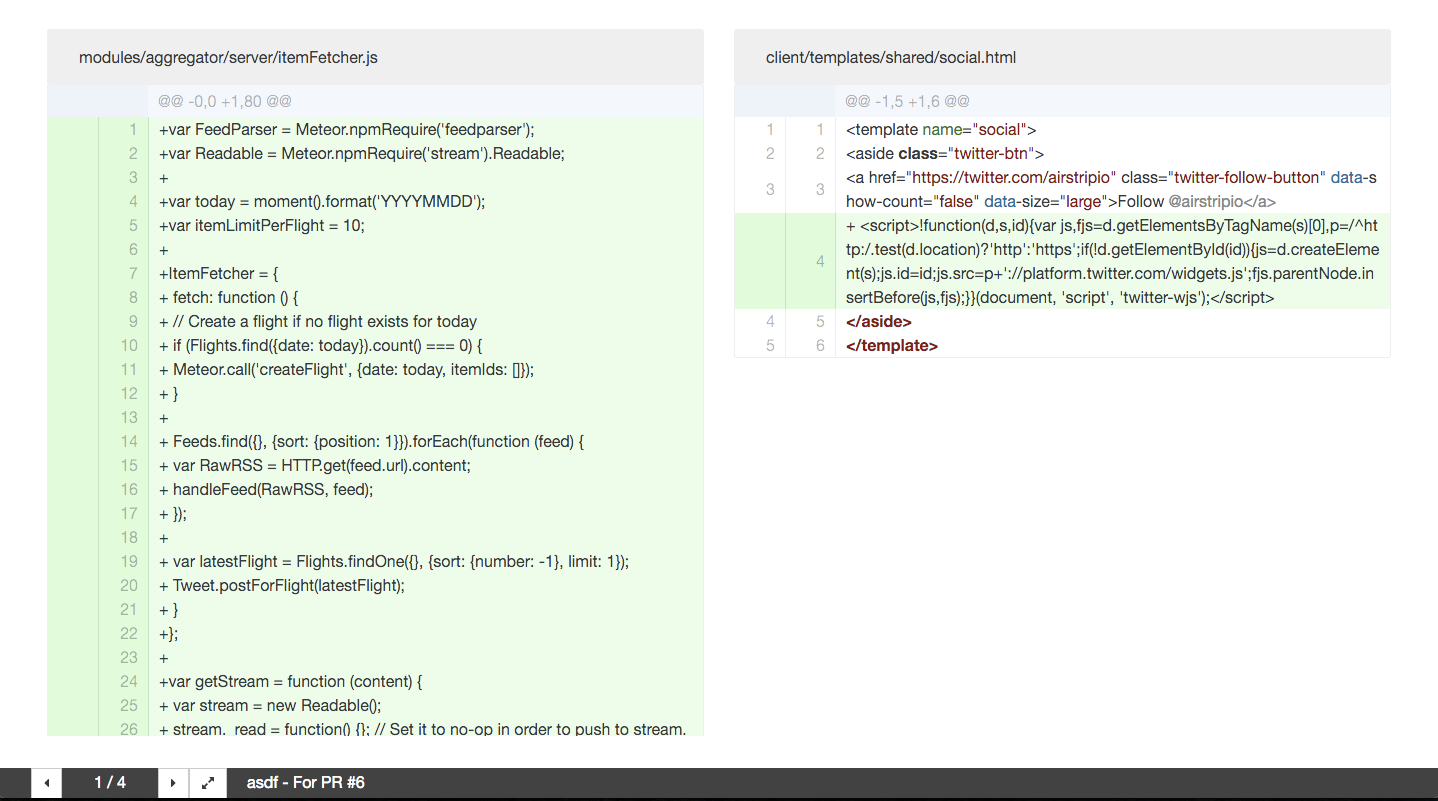 modules/aggregator/server/itemFetcher.js
@@ -0,0 +1,80 @@
1 +var FeedParser = Meteor.npmRequire('feedparser');
2 +var Readable = Meteor.npmRequire('stream').Readable;
3 +
4 +var today = moment().format('YYYYMMDD');
5 +var itemLimitPerFlight = 10;
6 +
7 +ItemFetcher = {
8 + fetch: function () {
9 + // Create a flight if no flight exists for today
10 + if (Flights.find({date: today}).count() === 0) {
11 + Meteor.call('createFlight', {date: today, itemIds: []});
12 + }
13 +
14 + Feeds.find({}, {sort: {position: 1}}).forEach(function (feed) {
15 + var RawRSS = HTTP.get(feed.url).content;
16 + handleFeed(RawRSS, feed);
17 + });
18 +
19 + var latestFlight = Flights.findOne({}, {sort: {number: -1}, limit: 1});
20 + Tweet.postForFlight(latestFlight);
21 + }
22 +};
23 +
24 +var getStream = function (content) {
25 + var stream = new Readable();
26 + stream._read = function() {}; // Set it to no-op in order to push to stream.
client/templates/shared/social.html
@@ -1,5 +1,6 @@
1 1 <template name="social">
2 2 <aside class="twitter-btn">
3 3 <a href="https://twitter.com/airstripio" class="twitter-follow-button" data-s
how-count="false" data-size="large">Follow @airstripio</a>
4 + <script>!function(d,s,id){var js,fjs=d.getElementsByTagName(s)[0],p=/^ht
tp:/.test(d.location)?'http':'https';if(!d.getElementById(id)){js=d.createEleme
nt(s);js.id=id;js.src=p+'://platform.twitter.com/widgets.js';fjs.parentNode.in
sertBefore(js,fjs);}}(document, 'script', 'twitter-wjs');</script>
4 5 </aside>
5 6 </template>
1 / 4
asdf - For PR #6